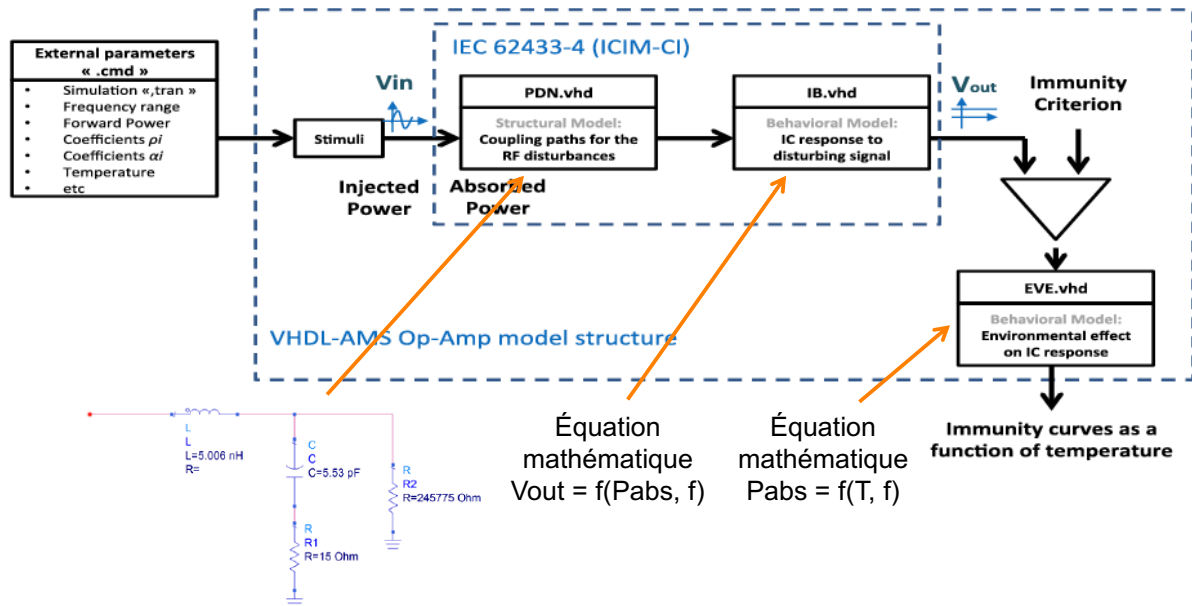 External parameters
« .cmd »
• Simulation «,tran »
• Frequency range
• Forward Power
• Coefficients ρi
• Coefficients αi
• Temperature
• etc
Stimuli
Vin
Injected
Power
IEC 62433-4 (ICIM-CI)
PDN.vhd
Structural Model:
Coupling paths for the
RF disturbances
Absorbed
Power
IB.vhd
Behavioral Model:
IC response to
disturbing signal
Vout
Immunity
Criterion
EVE.vhd
Behavioral Model:
Environmental effect
on IC response
VHDL-AMS Op-Amp model structure
Immunity curves as a
function of temperature
L
L
L=5.006 nH
R=
C
C
C=5.53 pF
R
R2
R=245775 Ohm
R
R1
R=15 Ohm
Équation
mathématique
Vout = f(Pabs, f)
Équation
mathématique
Pabs = f(T, f)